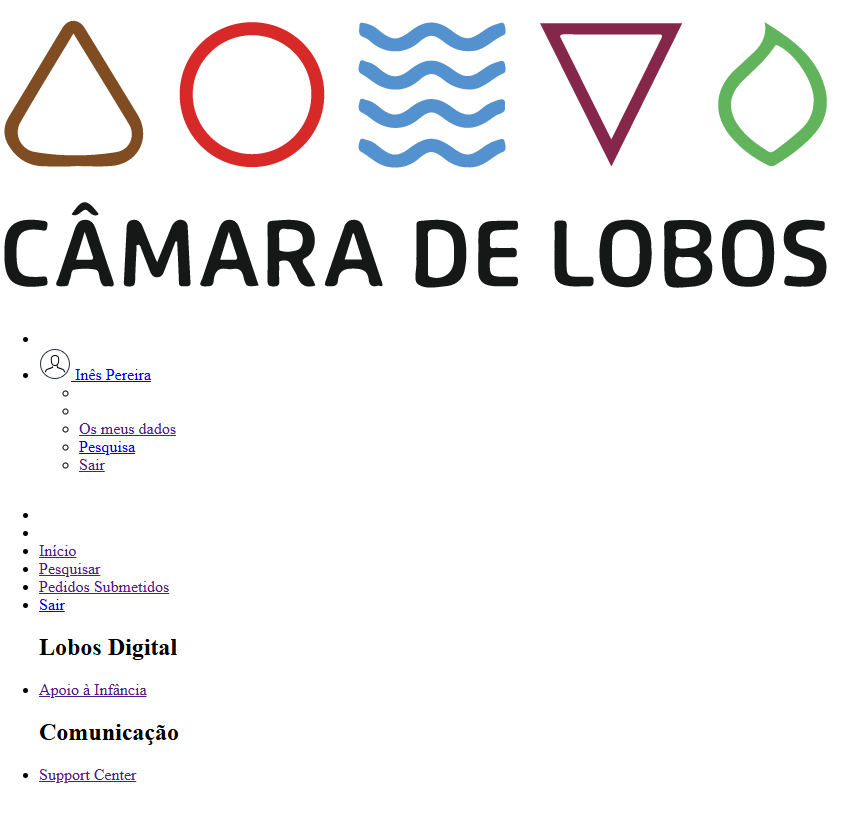 CÂMARA DE LOBOS
Inês Pereira
Os meus dados
Pesquisa
Sair
Início
Pesquisar
Pedidos Submetidos
Sair
Lobos Digital
Apoio à Infância
Comunicação
Support Center